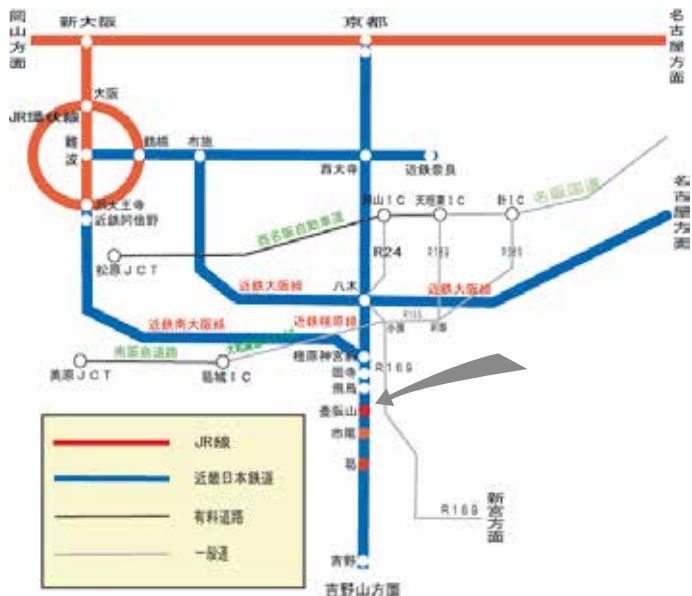 岡山方面
新大阪
京都
名古屋方面
大阪
JR環状線
難波
鶴橋
布施
西大寺
近鉄奈良
名古屋方面
天王寺
近鉄阿倍野
郡山IC
天理東IC
針IC
名阪国道
西名阪自動車道
松原JCT
R24
R169
近鉄大阪線
八木
近鉄大阪線
近鉄南大阪線
近鉄橿原線
南阪奈道路
美原JCT
葛城IC
橿原神宮前
R169
岡寺
飛鳥
壺阪山
市尾
葛
R169
新宮方面
吉野
吉野山方面
JR線
近畿日本鉄道
有料道路
一般道